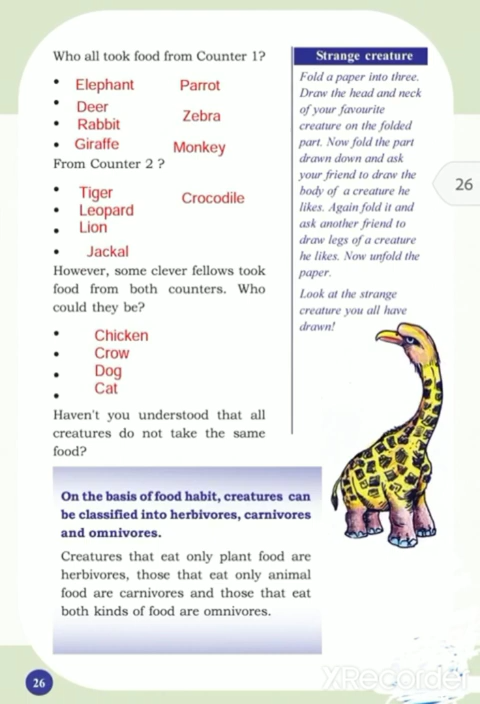 Who all took food from Counter 1?
• Elephant Parrot
• Deer
• Rabbit Zebra
• Giraffe Monkey
From Counter 2 ?
• Tiger Crocodile
• Leopard
• Lion
• Jackal
However, some clever fellows took
food from both counters. Who
could they be?
• Chicken
• Crow
• Dog
• Cat
Haven't you understood that all
creatures do not take the same
food?
On the basis of food habit, creatures can
be classified into herbivores, carnivores
and omnivores.
Creatures that eat only plant food are
herbivores, those that eat only animal
food are carnivores and those that eat
both kinds of food are omnivores.
Strange creature
Fold a paper into three.
Draw the head and neck
of your favourite
creature on the folded
part. Now fold the part
drawn down and ask
your friend to draw the
body of a creature he
likes. Again fold it and
ask another friend to
draw legs of a creature
he likes. Now unfold the
paper.
Look at the strange
creature you all have
drawn!
26
26
XRecorder